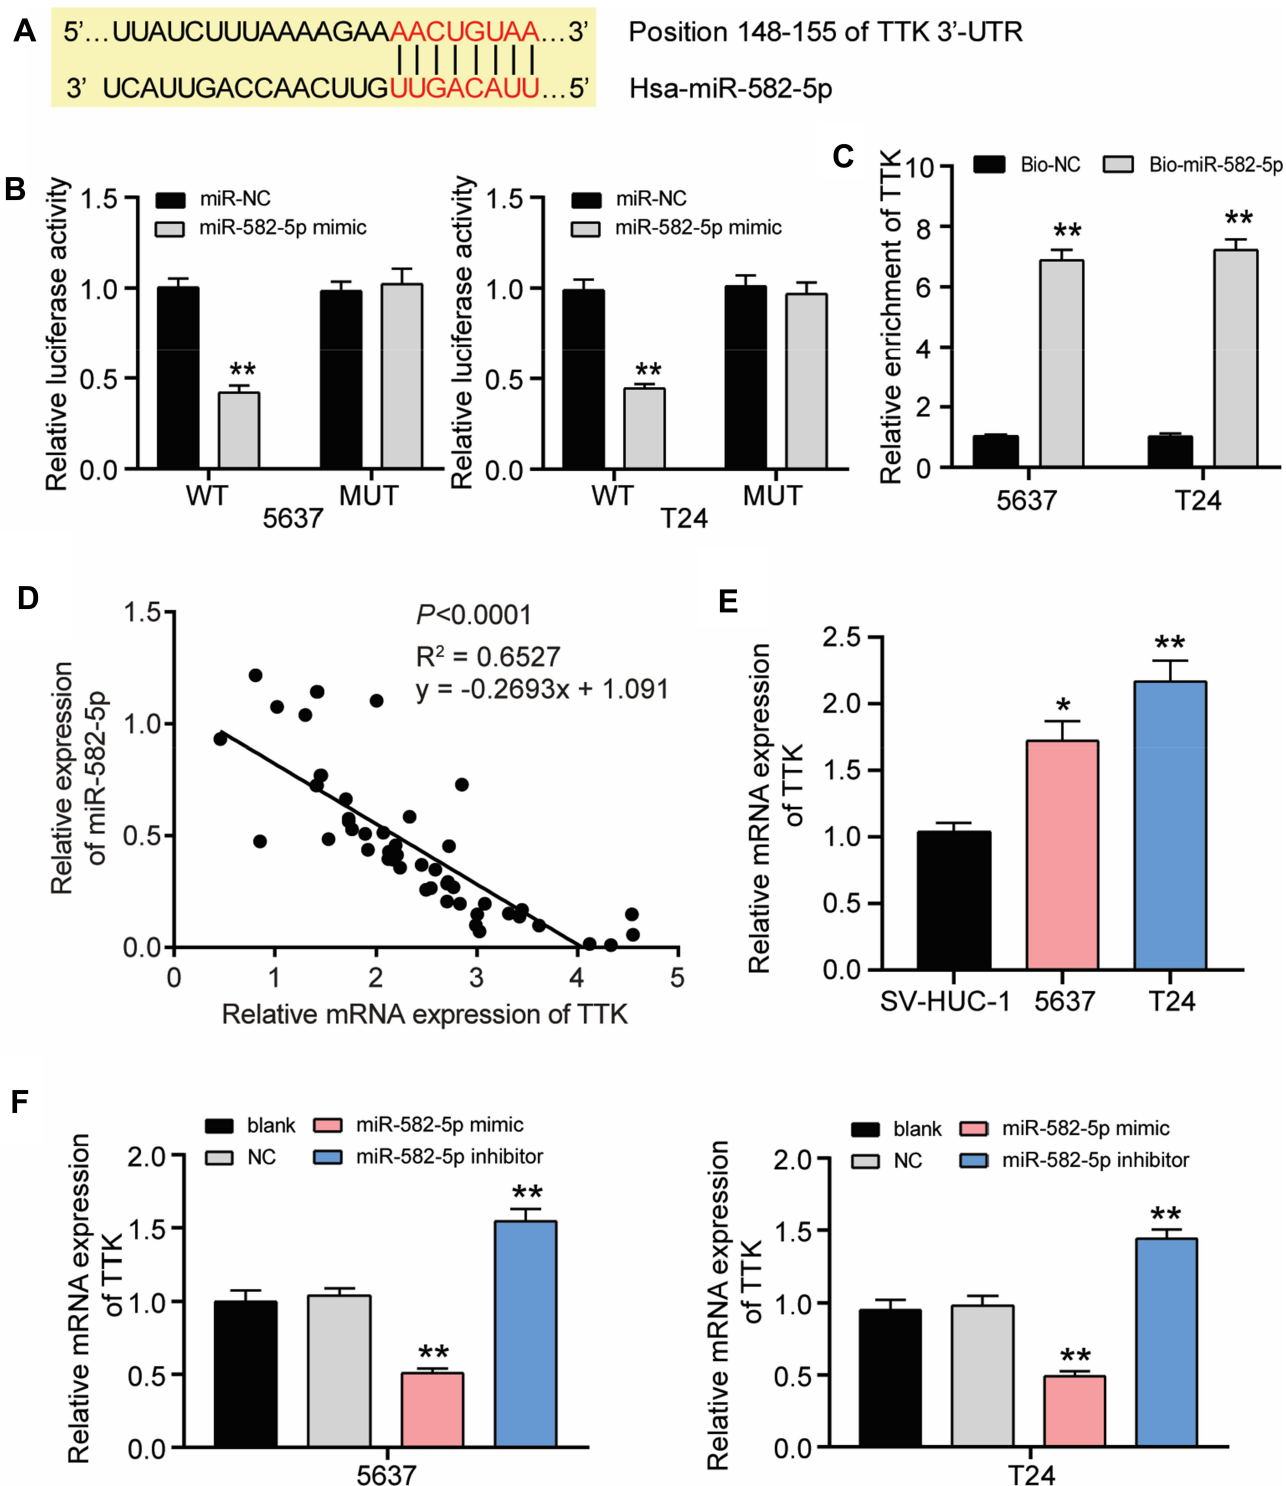 A
5’...UUAUCUUUAAAAGAAAACUGUAA...3’
Position 148-155 of TTK 3’-UTR
3’ UCAUUGACCAACUUGUUGACAUU...5’
Hsa-miR-582-5p
B
Relative luciferase activity
1.5
1.0
0.5
0.0
miR-NC
miR-582-5p mimic
**
WT
MUT
5637
Relative luciferase activity
1.5
1.0
0.5
0.0
miR-NC
miR-582-5p mimic
**
WT
MUT
T24
C
Relative enrichment of TTK
10
8
6
4
2
0
Bio-NC
Bio-miR-582-5p
**
**
5637
T24
D
Relative expression
of miR-582-5p
1.5
1.0
0.5
0.0
P<0.0001
R² = 0.6527
y = -0.2693x + 1.091
0 1 2 3 4 5
Relative mRNA expression of TTK
E
Relative mRNA expression
of TTK
2.5
2.0
1.5
1.0
0.5
0.0
*
**
SV-HUC-1
5637
T24
F
Relative mRNA expression
of TTK
blank
miR-582-5p mimic
NC
miR-582-5p inhibitor
2.0
1.5
1.0
0.5
0.0
**
**
5637
Relative mRNA expression
of TTK
blank
miR-582-5p mimic
NC
miR-582-5p inhibitor
2.0
1.5
1.0
0.5
0.0
**
**
T24